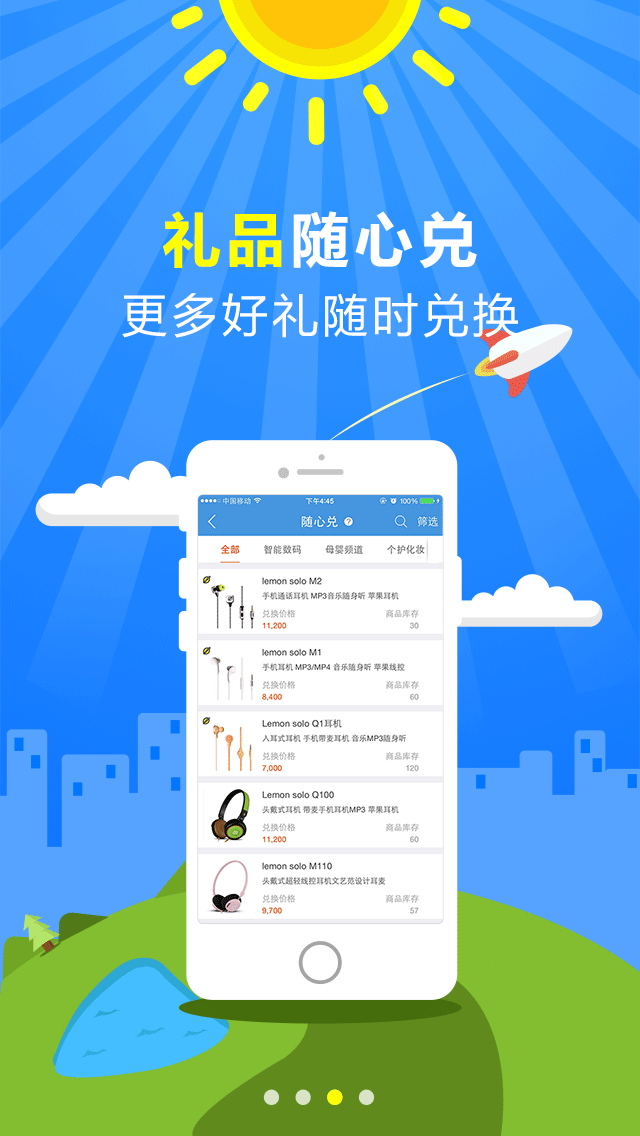 礼品随心兑
更多好礼随时兑换
中国移动 下午4:45 100%
随心兑 ? 筛选
全部 智能数码 母婴频道 个护化妆
lemon solo M2
手机通话耳机 MP3音乐随身听 苹果耳机
兑换价格 商品库存
11,200 30
lemon solo M1
手机耳机 MP3/MP4 音乐随身听 苹果线控
兑换价格 商品库存
8,400 60
Lemon solo Q1耳机
入耳式耳机 手机带麦耳机 音乐MP3随身听
兑换价格 商品库存
7,000 120
Lemon solo Q100
头戴式耳机 带麦手机耳机MP3 苹果耳机
兑换价格 商品库存
11,200 60
lemon solo M110
头戴式超轻线控耳机文艺范设计耳麦
兑换价格 商品库存
9,700 57